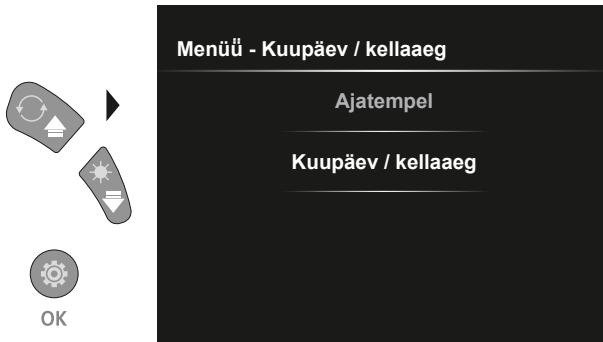 Menüü - Kuupäev / kellaaeg
Ajatempel
Kuupäev / kellaaeg
OK